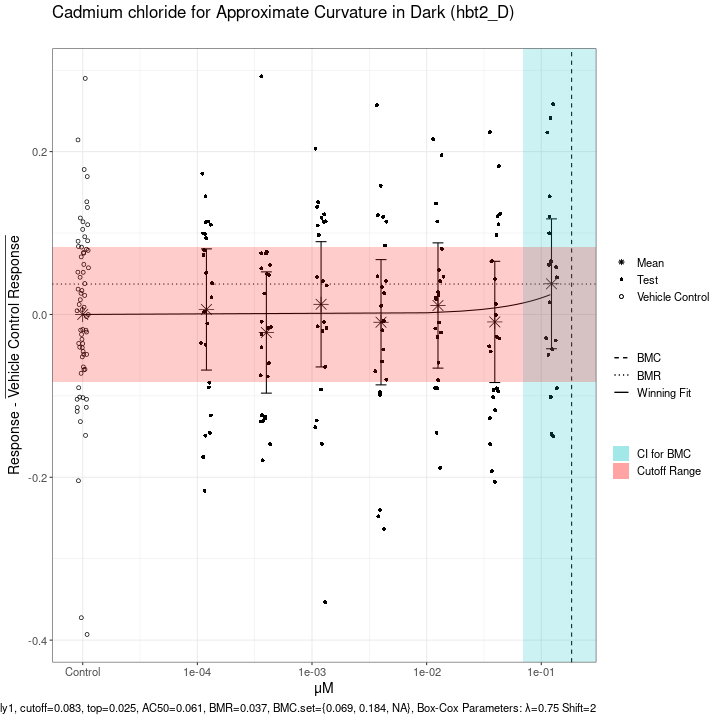 Cadmium chloride for Approximate Curvature in Dark (hbt2_D)
Response - Vehicle Control Response
0.2
0.0
-0.2
-0.4
Control
1e-04
1e-03
1e-02
1e-01
μM
Mean
Test
Vehicle Control
BMC
BMR
Winning Fit
CI for BMC
Cutoff Range
ly1, cutoff=0.083, top=0.025, AC50=0.061, BMR=0.037, BMC.set={0.069, 0.184, NA}, Box-Cox Parameters: λ=0.75 Shift=2